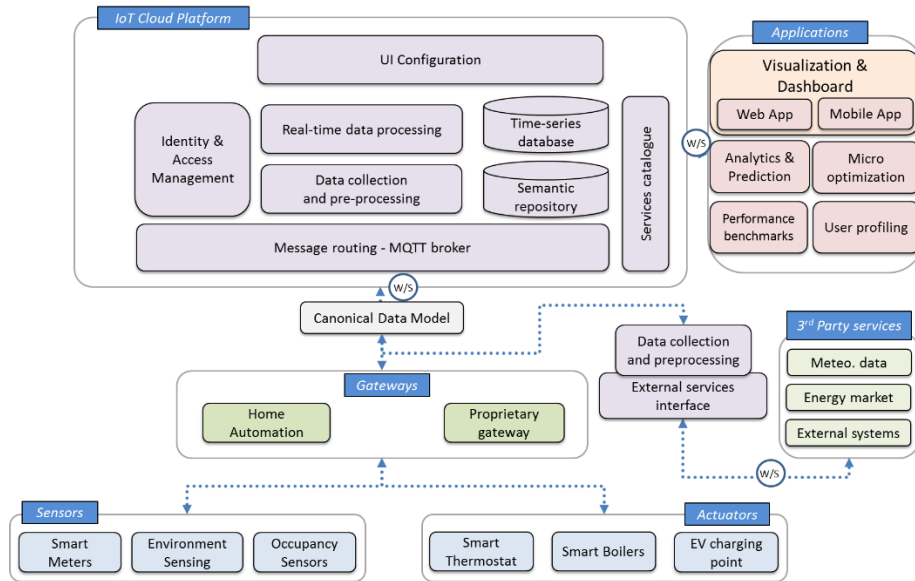 IoT Cloud Platform
UI Configuration
Identity &
Access
Management
Real-time data processing
Data collection
and pre-processing
Time-series
database
Semantic
repository
Services catalogue
Message routing - MQTT broker
W/S
Applications
Visualization &
Dashboard
Web App
Mobile App
Analytics &
Prediction
Micro
optimization
Performance
benchmarks
User profiling
W/S
Canonical Data Model
Gateways
Home
Automation
Proprietary
gateway
Data collection
and preprocessing
External services
interface
3rd Party services
Meteo. data
Energy market
External systems
W/S
Sensors
Smart
Meters
Environment
Sensing
Occupancy
Sensors
Actuators
Smart
Thermostat
Smart Boilers
EV charging
point